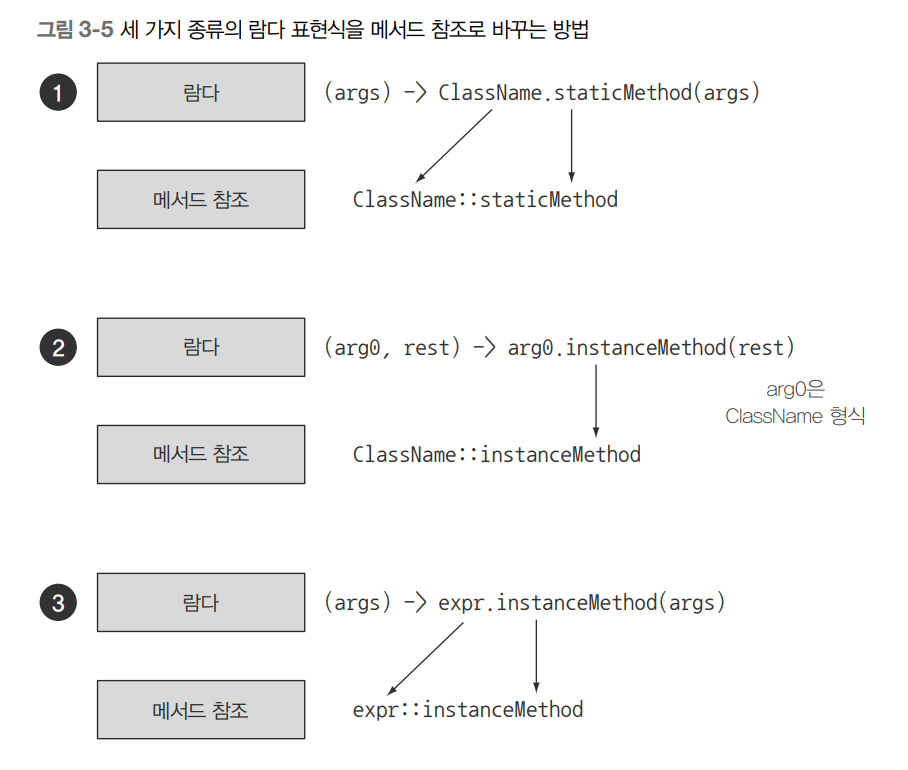 그림 3-5 세 가지 종류의 람다 표현식을 메서드 참조로 바꾸는 방법
1 람다 (args) -> ClassName.staticMethod(args)
메서드 참조 ClassName::staticMethod
2 람다 (arg0, rest) -> arg0.instanceMethod(rest)
arg0은
ClassName 형식
메서드 참조 ClassName::instanceMethod
3 람다 (args) -> expr.instanceMethod(args)
메서드 참조 expr::instanceMethod